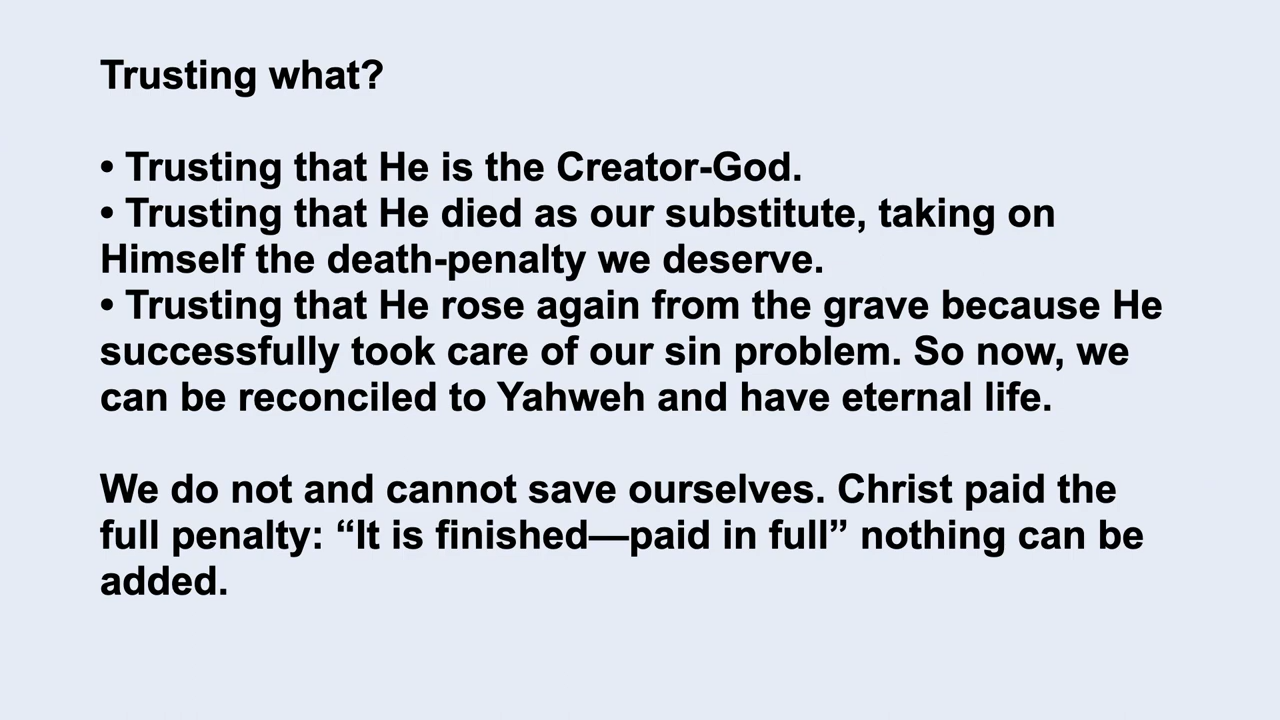 Trusting what?
• Trusting that He is the Creator-God.
• Trusting that He died as our substitute, taking on
Himself the death-penalty we deserve.
• Trusting that He rose again from the grave because He
successfully took care of our sin problem. So now, we
can be reconciled to Yahweh and have eternal life.
We do not and cannot save ourselves. Christ paid the
full penalty: “It is finished—paid in full” nothing can be
added.